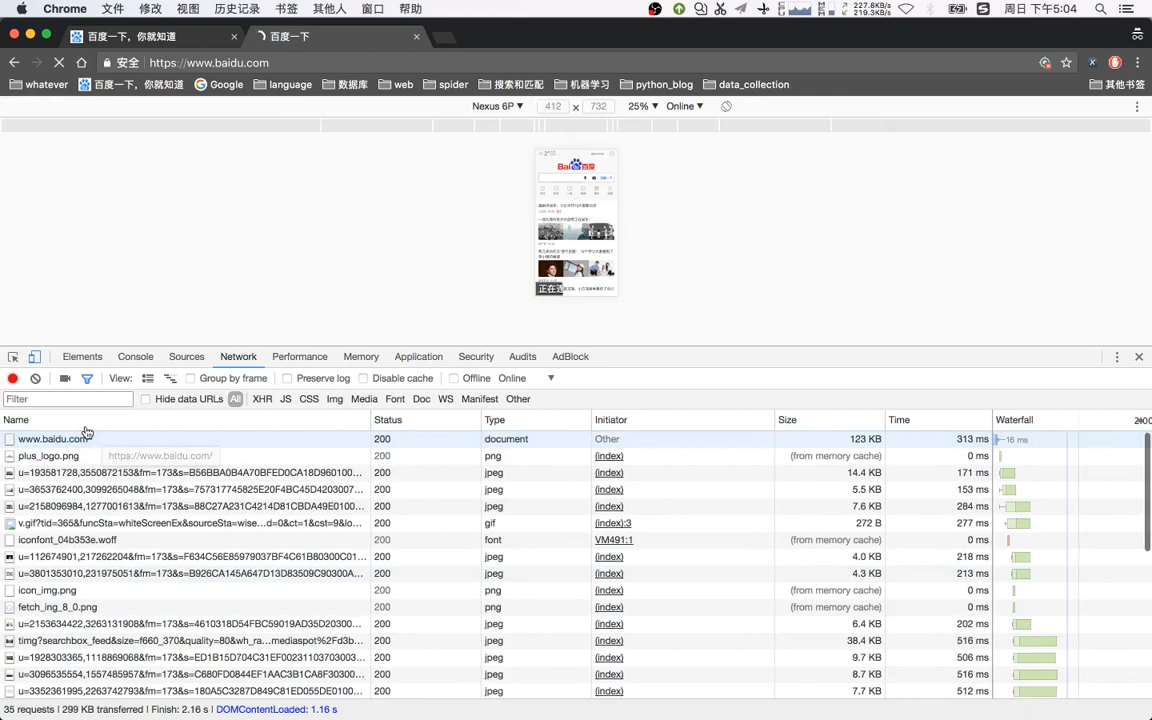 Chrome 文件 修改 视图 历史记录 书签 其他人 窗口 帮助 227.8KB/s 219.3KB/s 周日 下午5:04
百度一下，你就知道 × 百度一下 ×
安全 https://www.baidu.com
whatever 百度一下，你就知道 Google language 数据库 web spider 搜索和匹配 机器学习 python_blog data_collection 其他书签
Nexus 6P ▼ 412 × 732 25% ▼ Online ▼
Bai 百度
正在
Elements Console Sources Network Performance Memory Application Security Audits AdBlock
View: Group by frame Preserve log Disable cache Offline Online ▼
Filter Hide data URLs All XHR JS CSS Img Media Font Doc WS Manifest Other
Name Status Type Initiator Size Time Waterfall
www.baidu.com 200 document Other 123 KB 313 ms 16 ms
plus_logo.png https://www.baidu.com/ 200 png (index) (from memory cache) 0 ms
u=193581728,3550872153&fm=173&s=B56BBA0B4A70BFED0CA18D960100... 200 jpeg (index) 14.4 KB 171 ms
u=3653762400,3099265048&fm=173&s=757317745825E20F4BC45D4203007... 200 jpeg (index) 5.5 KB 153 ms
u=2158096984,1277001613&fm=173&s=88C27A231C4214D81CBDA49E0100... 200 jpeg (index) 7.6 KB 284 ms
v.gif?tid=365&funcSta=whiteScreenEx&sourceSta=wise...d=0&ct=1&cst=9&lo... 200 gif (index):3 272 B 277 ms
iconfont_04b353e.woff 200 font VM491:1 (from memory cache) 0 ms
u=112674901,217262204&fm=173&s=F634C56E85979037BF4C61B80300C01... 200 jpeg (index) 4.0 KB 218 ms
u=3801353010,231975051&fm=173&s=B926CA145A647D13D83509C90300A... 200 jpeg (index) 4.3 KB 213 ms
icon_img.png 200 png (index) (from memory cache) 0 ms
fetch_ing_8_0.png 200 png (index) (from memory cache) 0 ms
u=2153634422,3263131908&fm=173&s=4610318D54FBC59019AD35D20300... 200 jpeg (index) 6.4 KB 202 ms
timg?searchbox_feed&size=f660_370&quality=80&wh_ra...mediaspot%2Fd3b... 200 jpeg (index) 38.4 KB 516 ms
u=1928303365,1118869068&fm=173&s=ED1B15D704C31EF00231103703003... 200 jpeg (index) 9.7 KB 506 ms
u=3096535554,1557485957&fm=173&s=C680FD0844EF1AAC3B1CA8F30300... 200 jpeg (index) 8.7 KB 506 ms
u=3352361995,2263742793&fm=173&s=180A5C3287D849C81ED055DE0100... 200 jpeg (index) 7.7 KB 512 ms
35 requests | 299 KB transferred | Finish: 2.16 s | DOMContentLoaded: 1.16 s